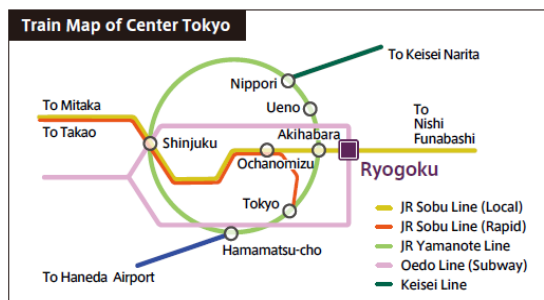 Train Map of Center Tokyo
To Keisei Narita
Nippori
Ueno
To Mitaka
To Takao
To
Nishi
Funabashi
Akihabara
Shinjuku
Ochanomizu
Ryogoku
Tokyo
Hamamatsu-cho
To Haneda Airport
JR Sobu Line (Local)
JR Sobu Line (Rapid)
JR Yamanote Line
Oedo Line (Subway)
Keisei Line